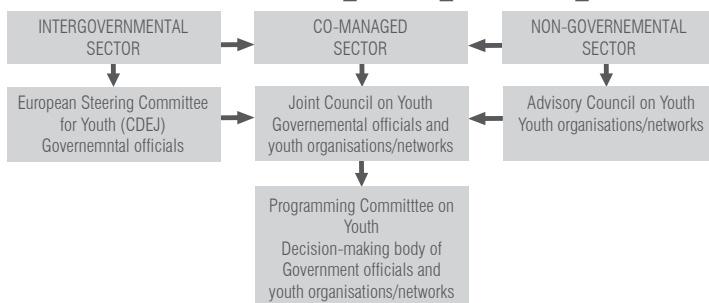 INTERGOVERNMENTAL
SECTOR
CO-MANAGED
SECTOR
NON-GOVERNEMENTAL
SECTOR
European Steering Committee
for Youth (CDEJ)
Governemntal officials
Joint Council on Youth
Governemental officials and
youth organisations/networks
Advisory Council on Youth
Youth organisations/networks
Programming Committtee on
Youth
Decision-making body of
Government officials and
youth organisations/networks